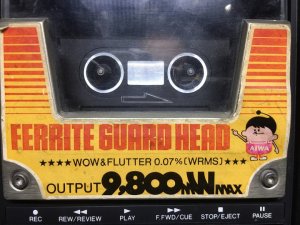 FERRITE GUARD HEAD
AIWA
★★★★WOW&FLUTTER 0.07%(WRMS)★★★
OUTPUT 9,800mW MAX
REC REW/REVIEW PLAY F.FWD/CUE STOP/EJECT PAUSE